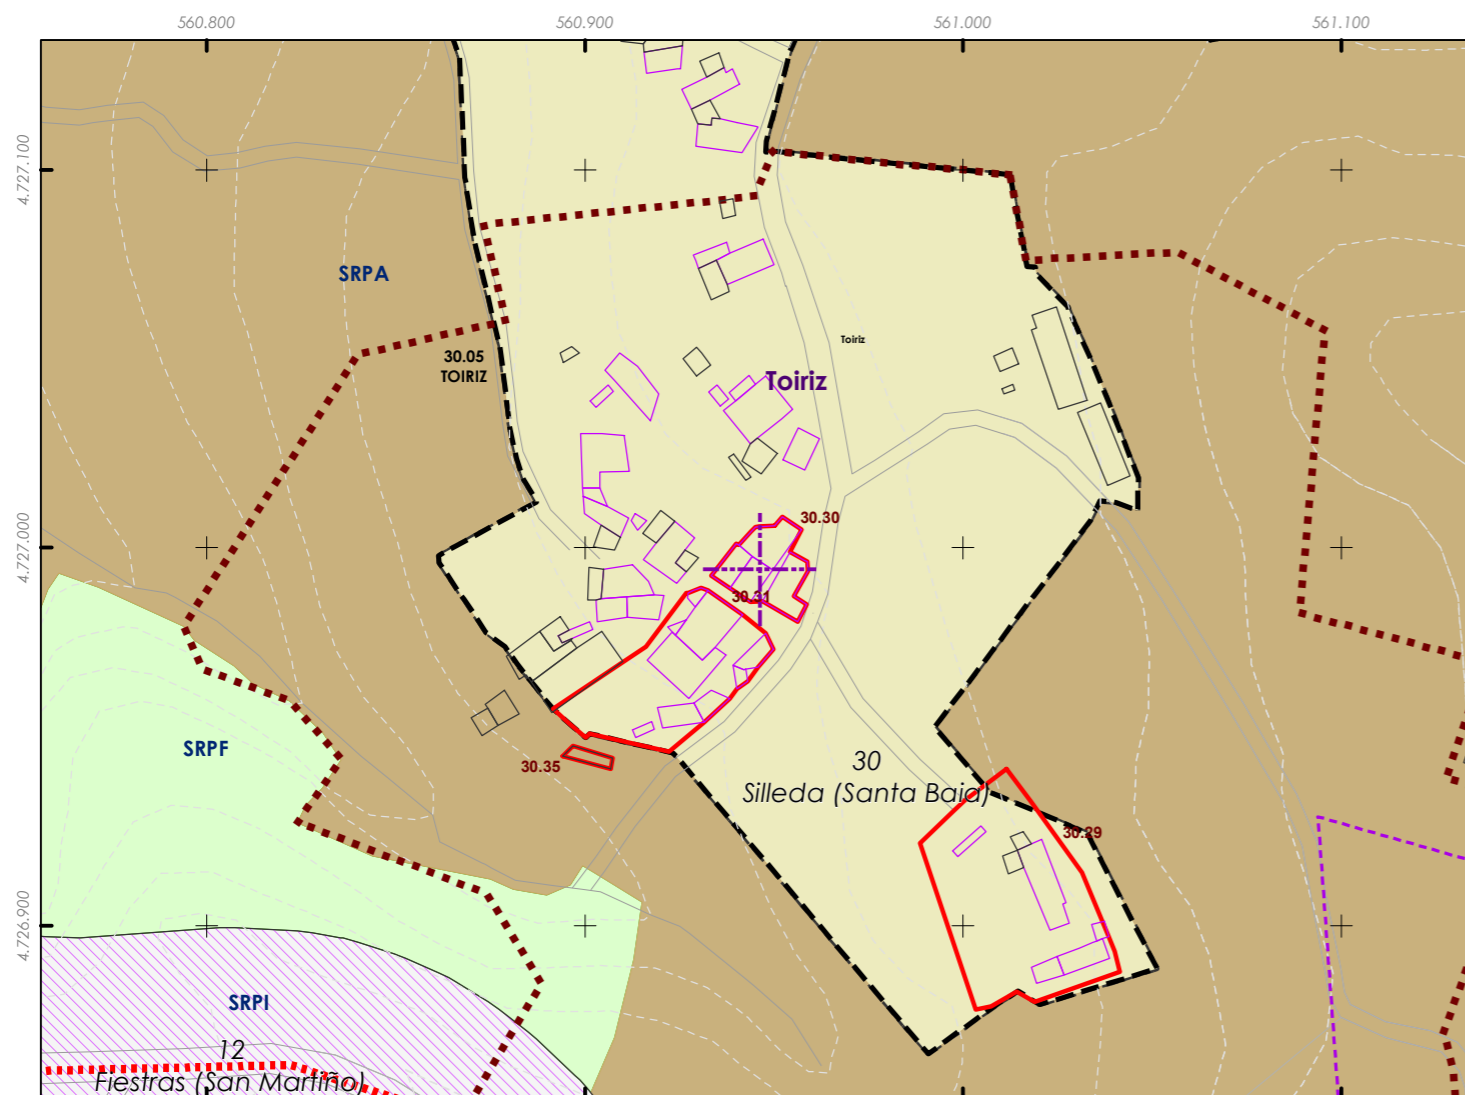 560.800
560.900
561.000
561.100
4.727.100
SRPA
Toiriz
30.05
TOIRIZ
Toiriz
30.30
4.727.000
30.31
SRPF
30
Silleda (Santa Baia)
30.35
30.29
4.726.900
SRPI
12
Fiestras (San Martiño)